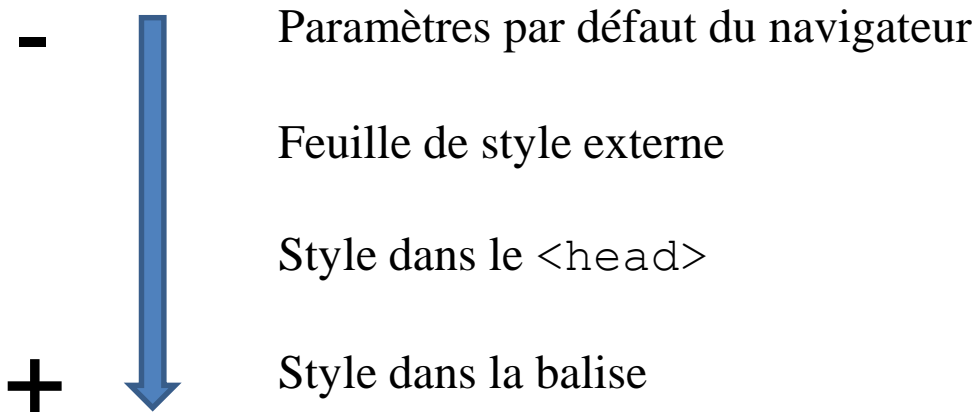 - Paramètres par défaut du navigateur
Feuille de style externe
Style dans le <head>
+ Style dans la balise